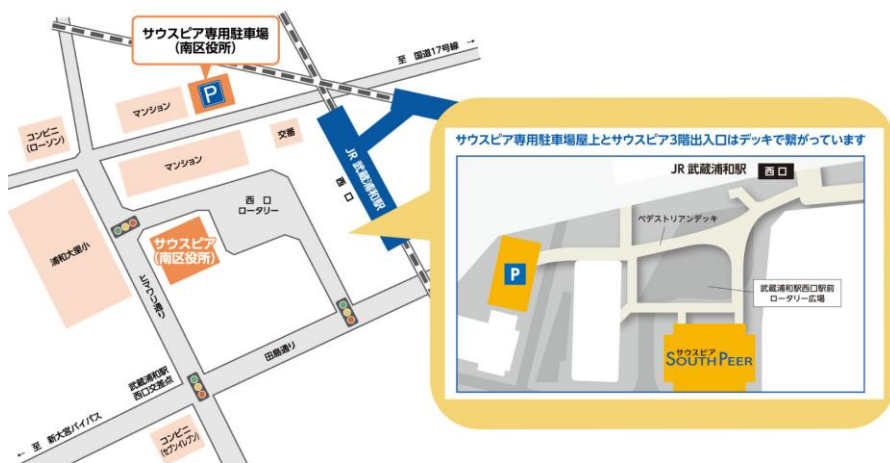 サウスピア専用駐車場
(南区役所)
P
至 国道17号線 →
マンション
コンビニ
(ローソン)
交番
マンション
JR 武蔵浦和駅
西口
西口
ロータリー
浦和大里小
サウスピア
(南区役所)
ヒマワリ通り
田島通り
武蔵浦和駅
西口交差点
← 至 新大宮バイパス
コンビニ
(セブンイレブン)
サウスピア専用駐車場屋上とサウスピア3階出入口はデッキで繋がっています
JR 武蔵浦和駅 西口
ペデストリアンデッキ
P
武蔵浦和駅西口駅前
ロータリー広場
サウスピア
SOUTH PEER